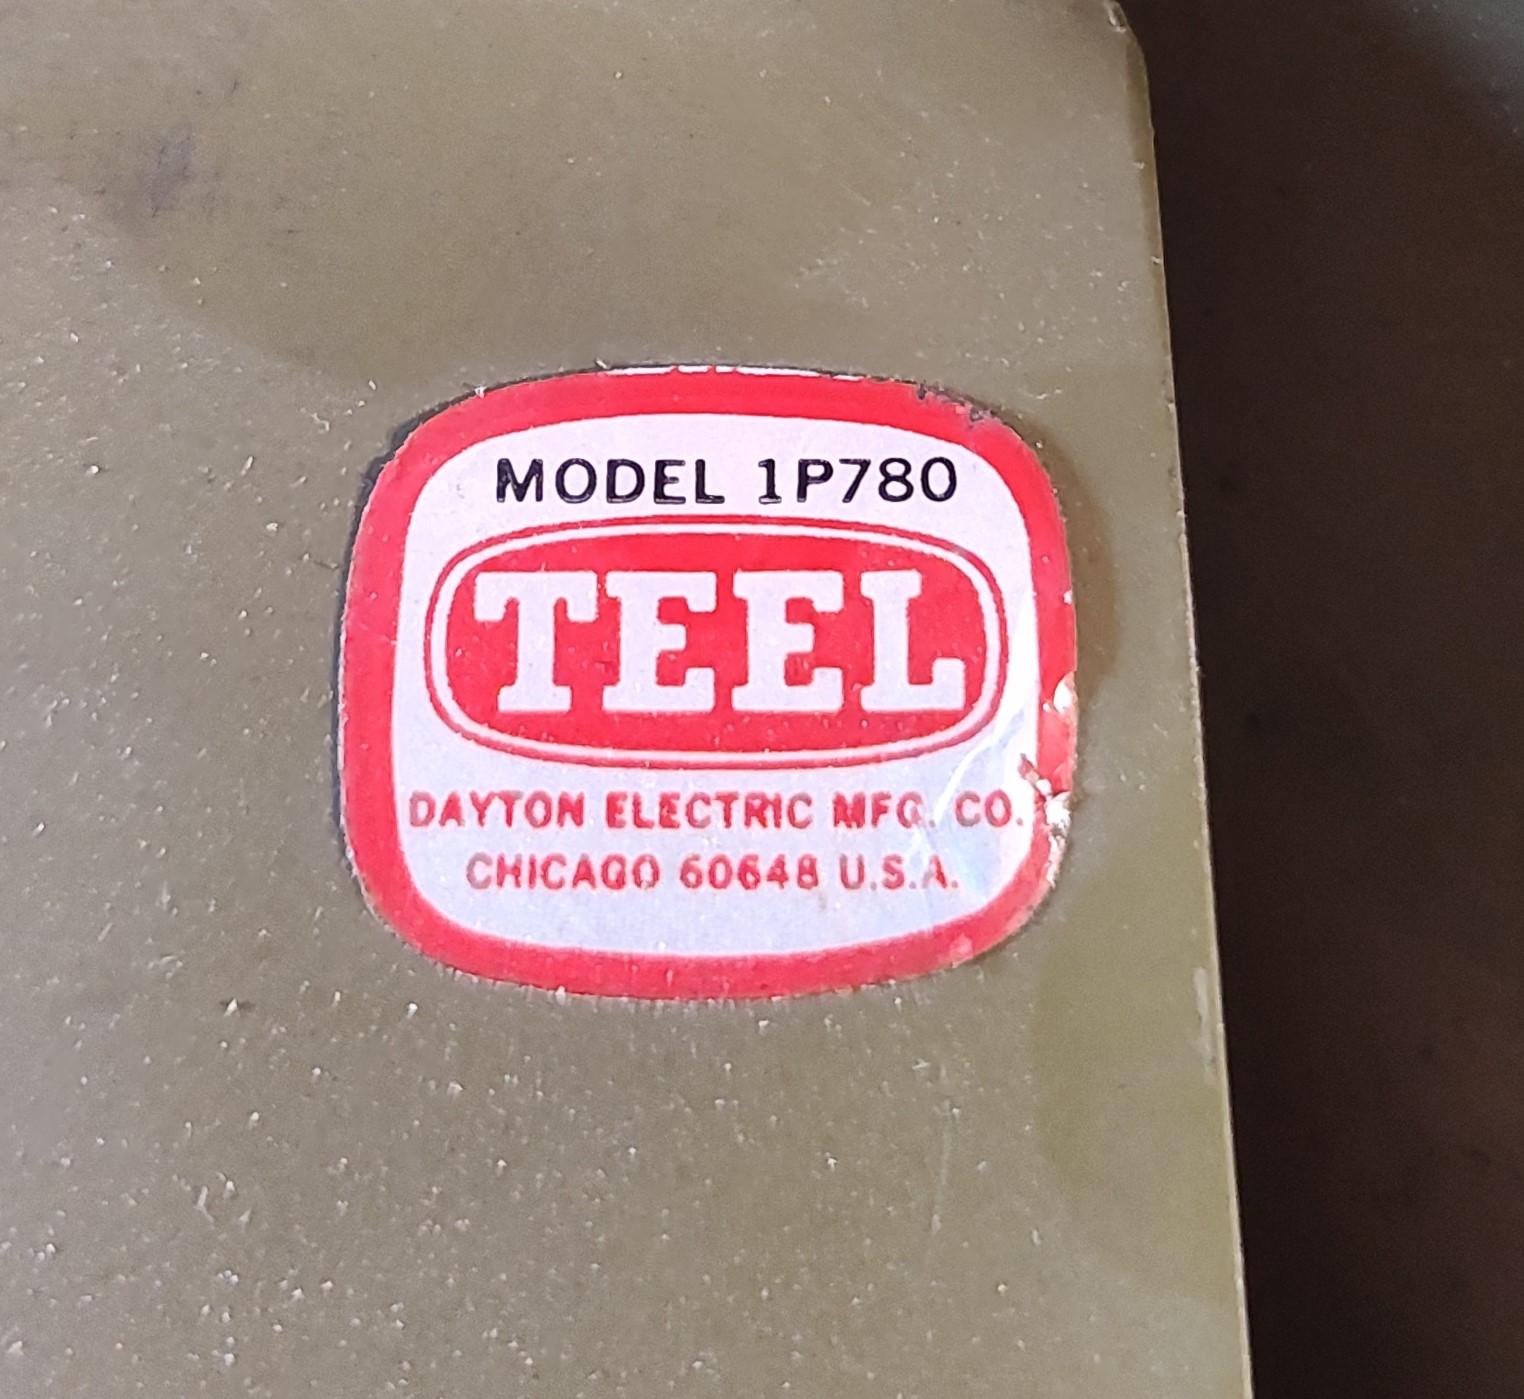 MODEL 1P780
TEEL
DAYTON ELECTRIC MFG. CO.
CHICAGO 60648 U.S.A.